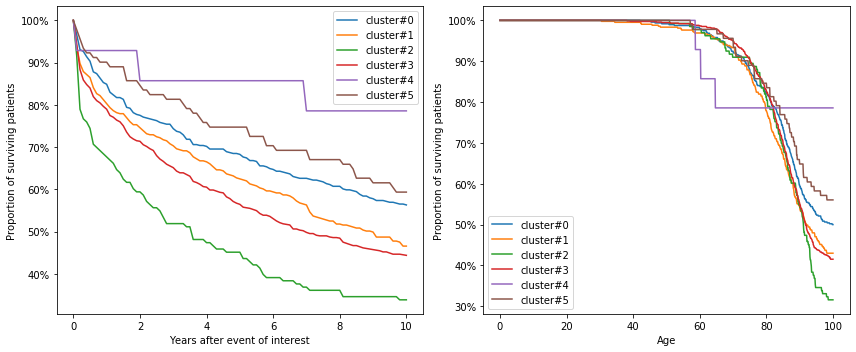 Proportion of surviving patients
100%
90%
80%
70%
60%
50%
40%
0
2
4
6
8
10
Years after event of interest
cluster#0
cluster#1
cluster#2
cluster#3
cluster#4
cluster#5
Proportion of surviving patients
100%
90%
80%
70%
60%
50%
40%
30%
0
20
40
60
80
100
Age
cluster#0
cluster#1
cluster#2
cluster#3
cluster#4
cluster#5